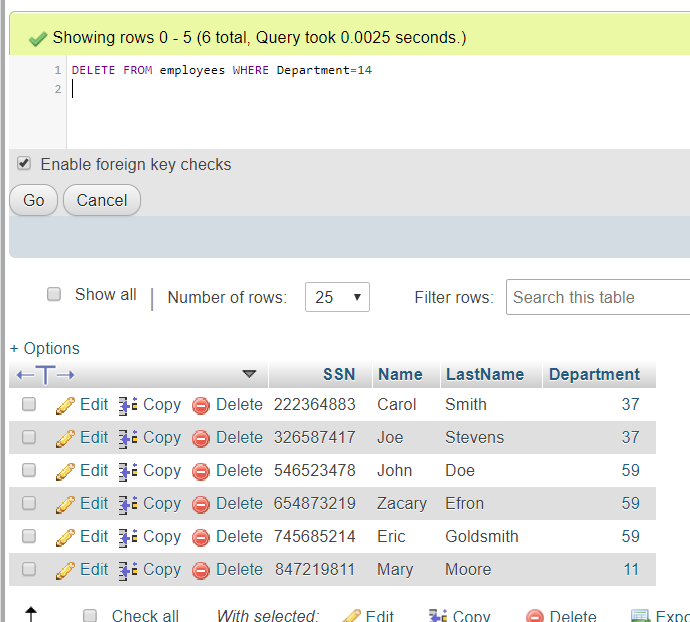 Showing rows 0 - 5 (6 total, Query took 0.0025 seconds.)
1 DELETE FROM employees WHERE Department=14
2
Enable foreign key checks
Go Cancel
Show all | Number of rows: 25 Filter rows: Search this table
+ Options
SSN Name LastName Department
Edit Copy Delete 222364883 Carol Smith 37
Edit Copy Delete 326587417 Joe Stevens 37
Edit Copy Delete 546523478 John Doe 59
Edit Copy Delete 654873219 Zacary Efron 59
Edit Copy Delete 745685214 Eric Goldsmith 59
Edit Copy Delete 847219811 Mary Moore 11
Check all With selected: Edit Copy Delete Expo